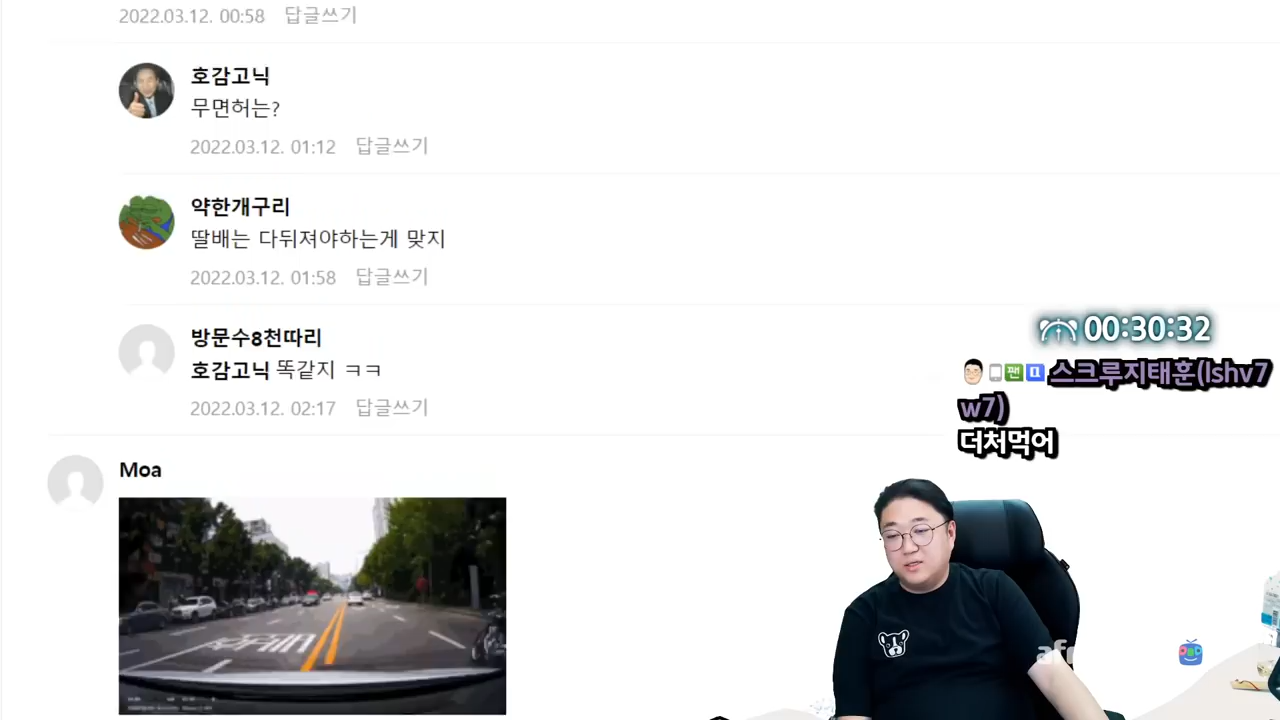 2022.03.12. 00:58 답글쓰기
호감고닉
무면허는?
2022.03.12. 01:12 답글쓰기
약한개구리
딸배는 다뒤져야하는게 맞지
2022.03.12. 01:58 답글쓰기
방문수8천따리
호감고닉 똑같지 ㅋㅋ
2022.03.12. 02:17 답글쓰기
Moa
00:30:32
팬
스크루지태훈(lshv7
w7)
더처먹어